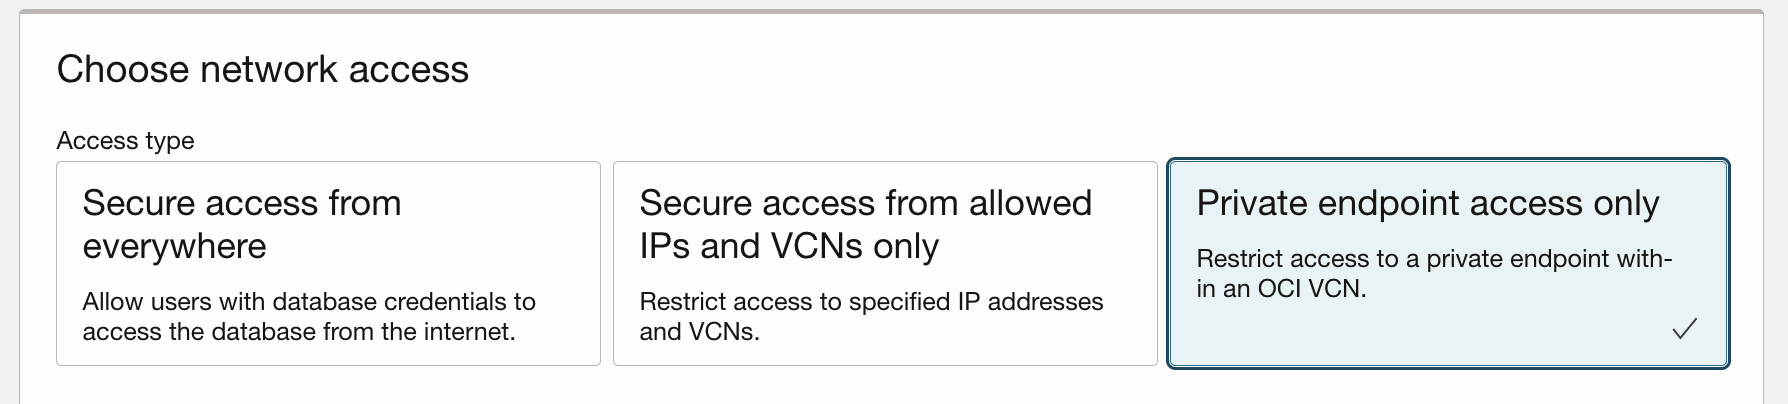 Choose network access
Access type
Secure access from
everywhere
Allow users with database credentials to
access the database from the internet.
Secure access from allowed
IPs and VCNs only
Restrict access to specified IP addresses
and VCNs.
Private endpoint access only
Restrict access to a private endpoint with-
in an OCI VCN.